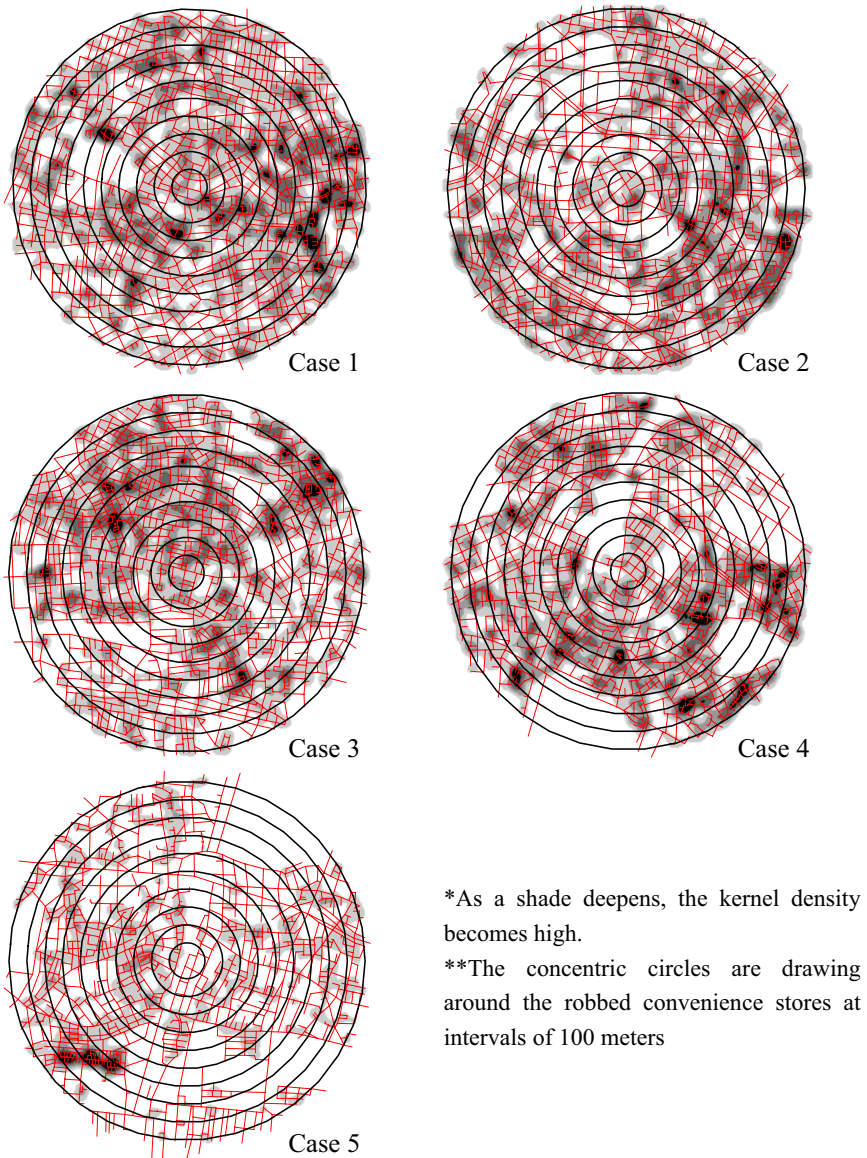 Case 1
Case 2
Case 3
Case 4
*As a shade deepens, the kernel density
becomes high.
**The concentric circles are drawing
around the robbed convenience stores at
intervals of 100 meters
Case 5